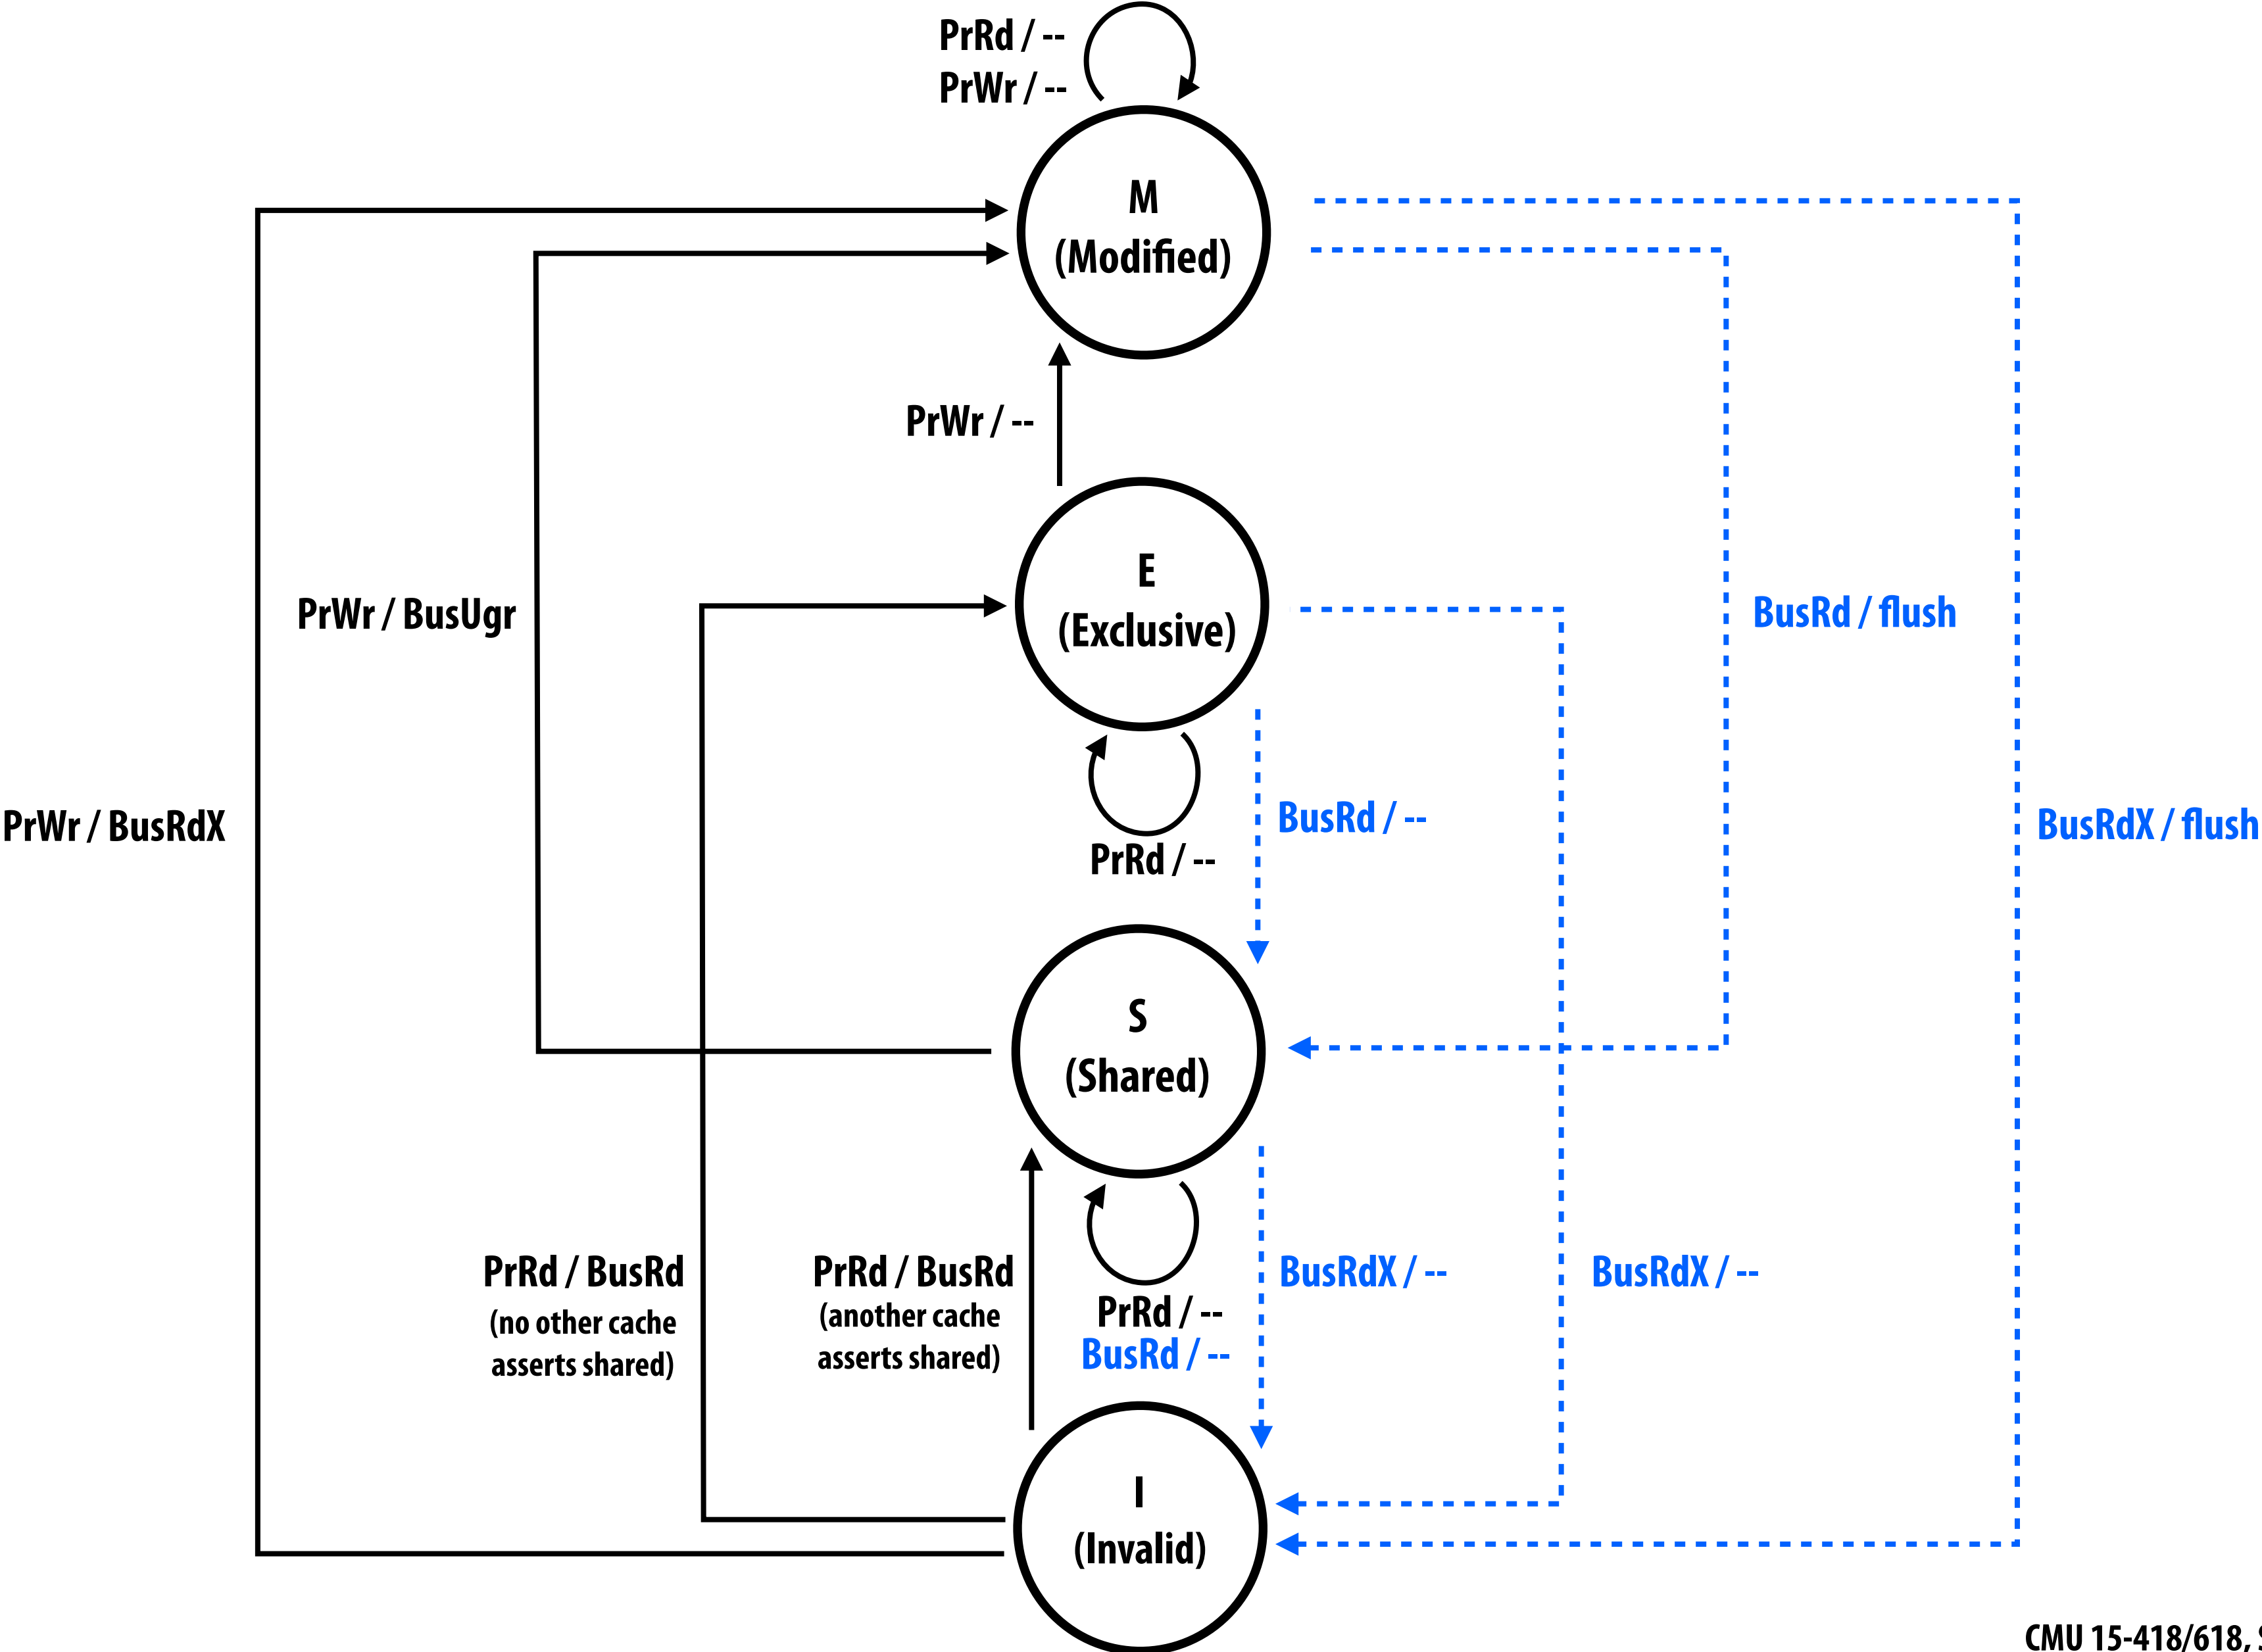 PrRd / --
PrWr / --
M
(Modified)
PrWr / --
E
(Exclusive)
PrWr / BusUgr
BusRd / flush
PrWr / BusRdX
BusRd / --
BusRdX / flush
PrRd / --
S
(Shared)
PrRd / BusRd
(no other cache
asserts shared)
PrRd / BusRd
(another cache
asserts shared)
PrRd / --
BusRd / --
BusRdX / --
BusRdX / --
I
(Invalid)
CMU 15-418/618,